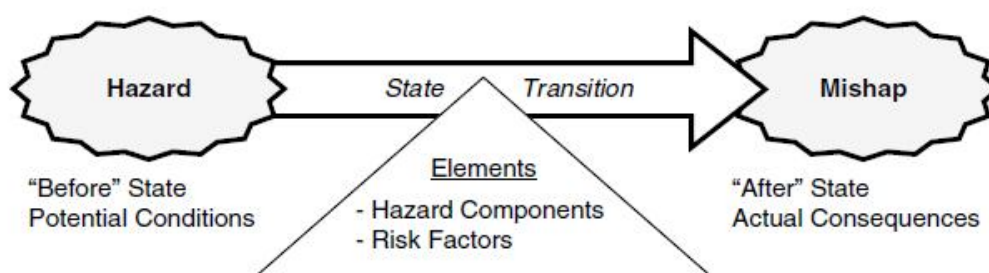 Hazard
State Transition
Mishap
Elements
- Hazard Components
- Risk Factors
“Before” State
Potential Conditions
“After” State
Actual Consequences